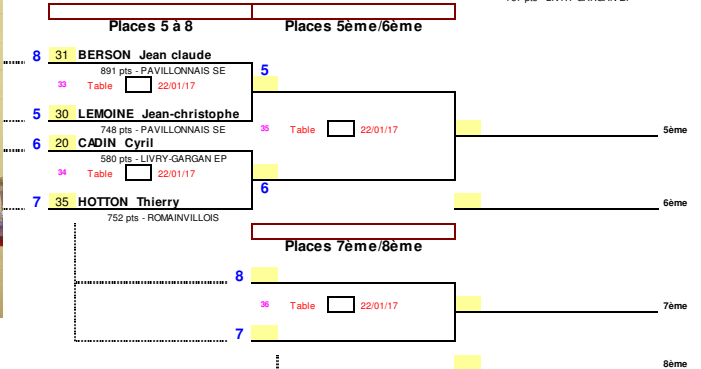 Places 5 à 8
Places 5ème/6ème
8 31 BERSON Jean claude
891 pts - PAVILLONNAIS SE
5
33 Table 22/01/17
5 30 LEMOINE Jean-christophe
748 pts - PAVILLONNAIS SE
35 Table 22/01/17
5ème
6 20 CADIN Cyril
580 pts - LIVRY-GARGAN EP
34 Table 22/01/17
6
7 35 HOTTON Thierry
6ème
752 pts - ROMAINVILLOIS
Places 7ème/8ème
8
36 Table 22/01/17
7ème
7
8ème